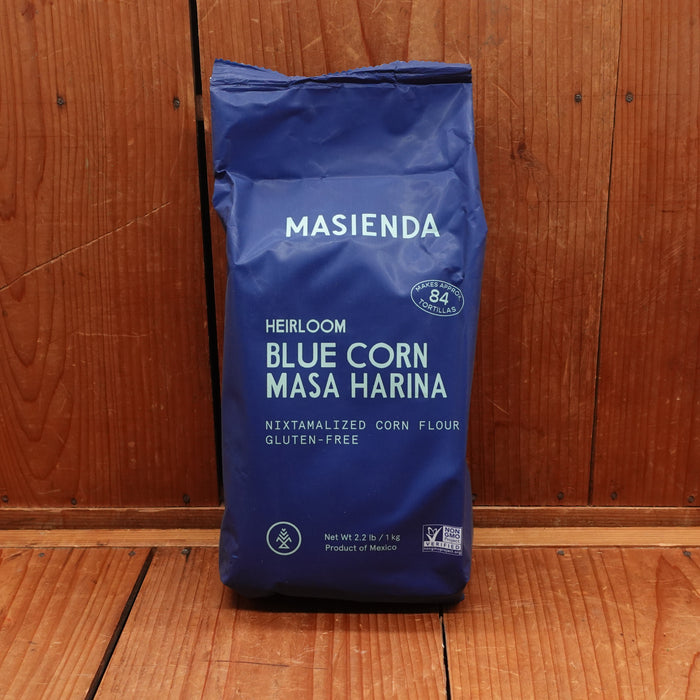 MASIENDA
MAKES APPROX.
84
TORTILLAS
HEIRLOOM
BLUE CORN
MASA HARINA
NIXTAMALIZED CORN FLOUR
GLUTEN-FREE
Net Wt 2.2 lb / 1 kg
Product of Mexico
NON
GMO
VERIFIED